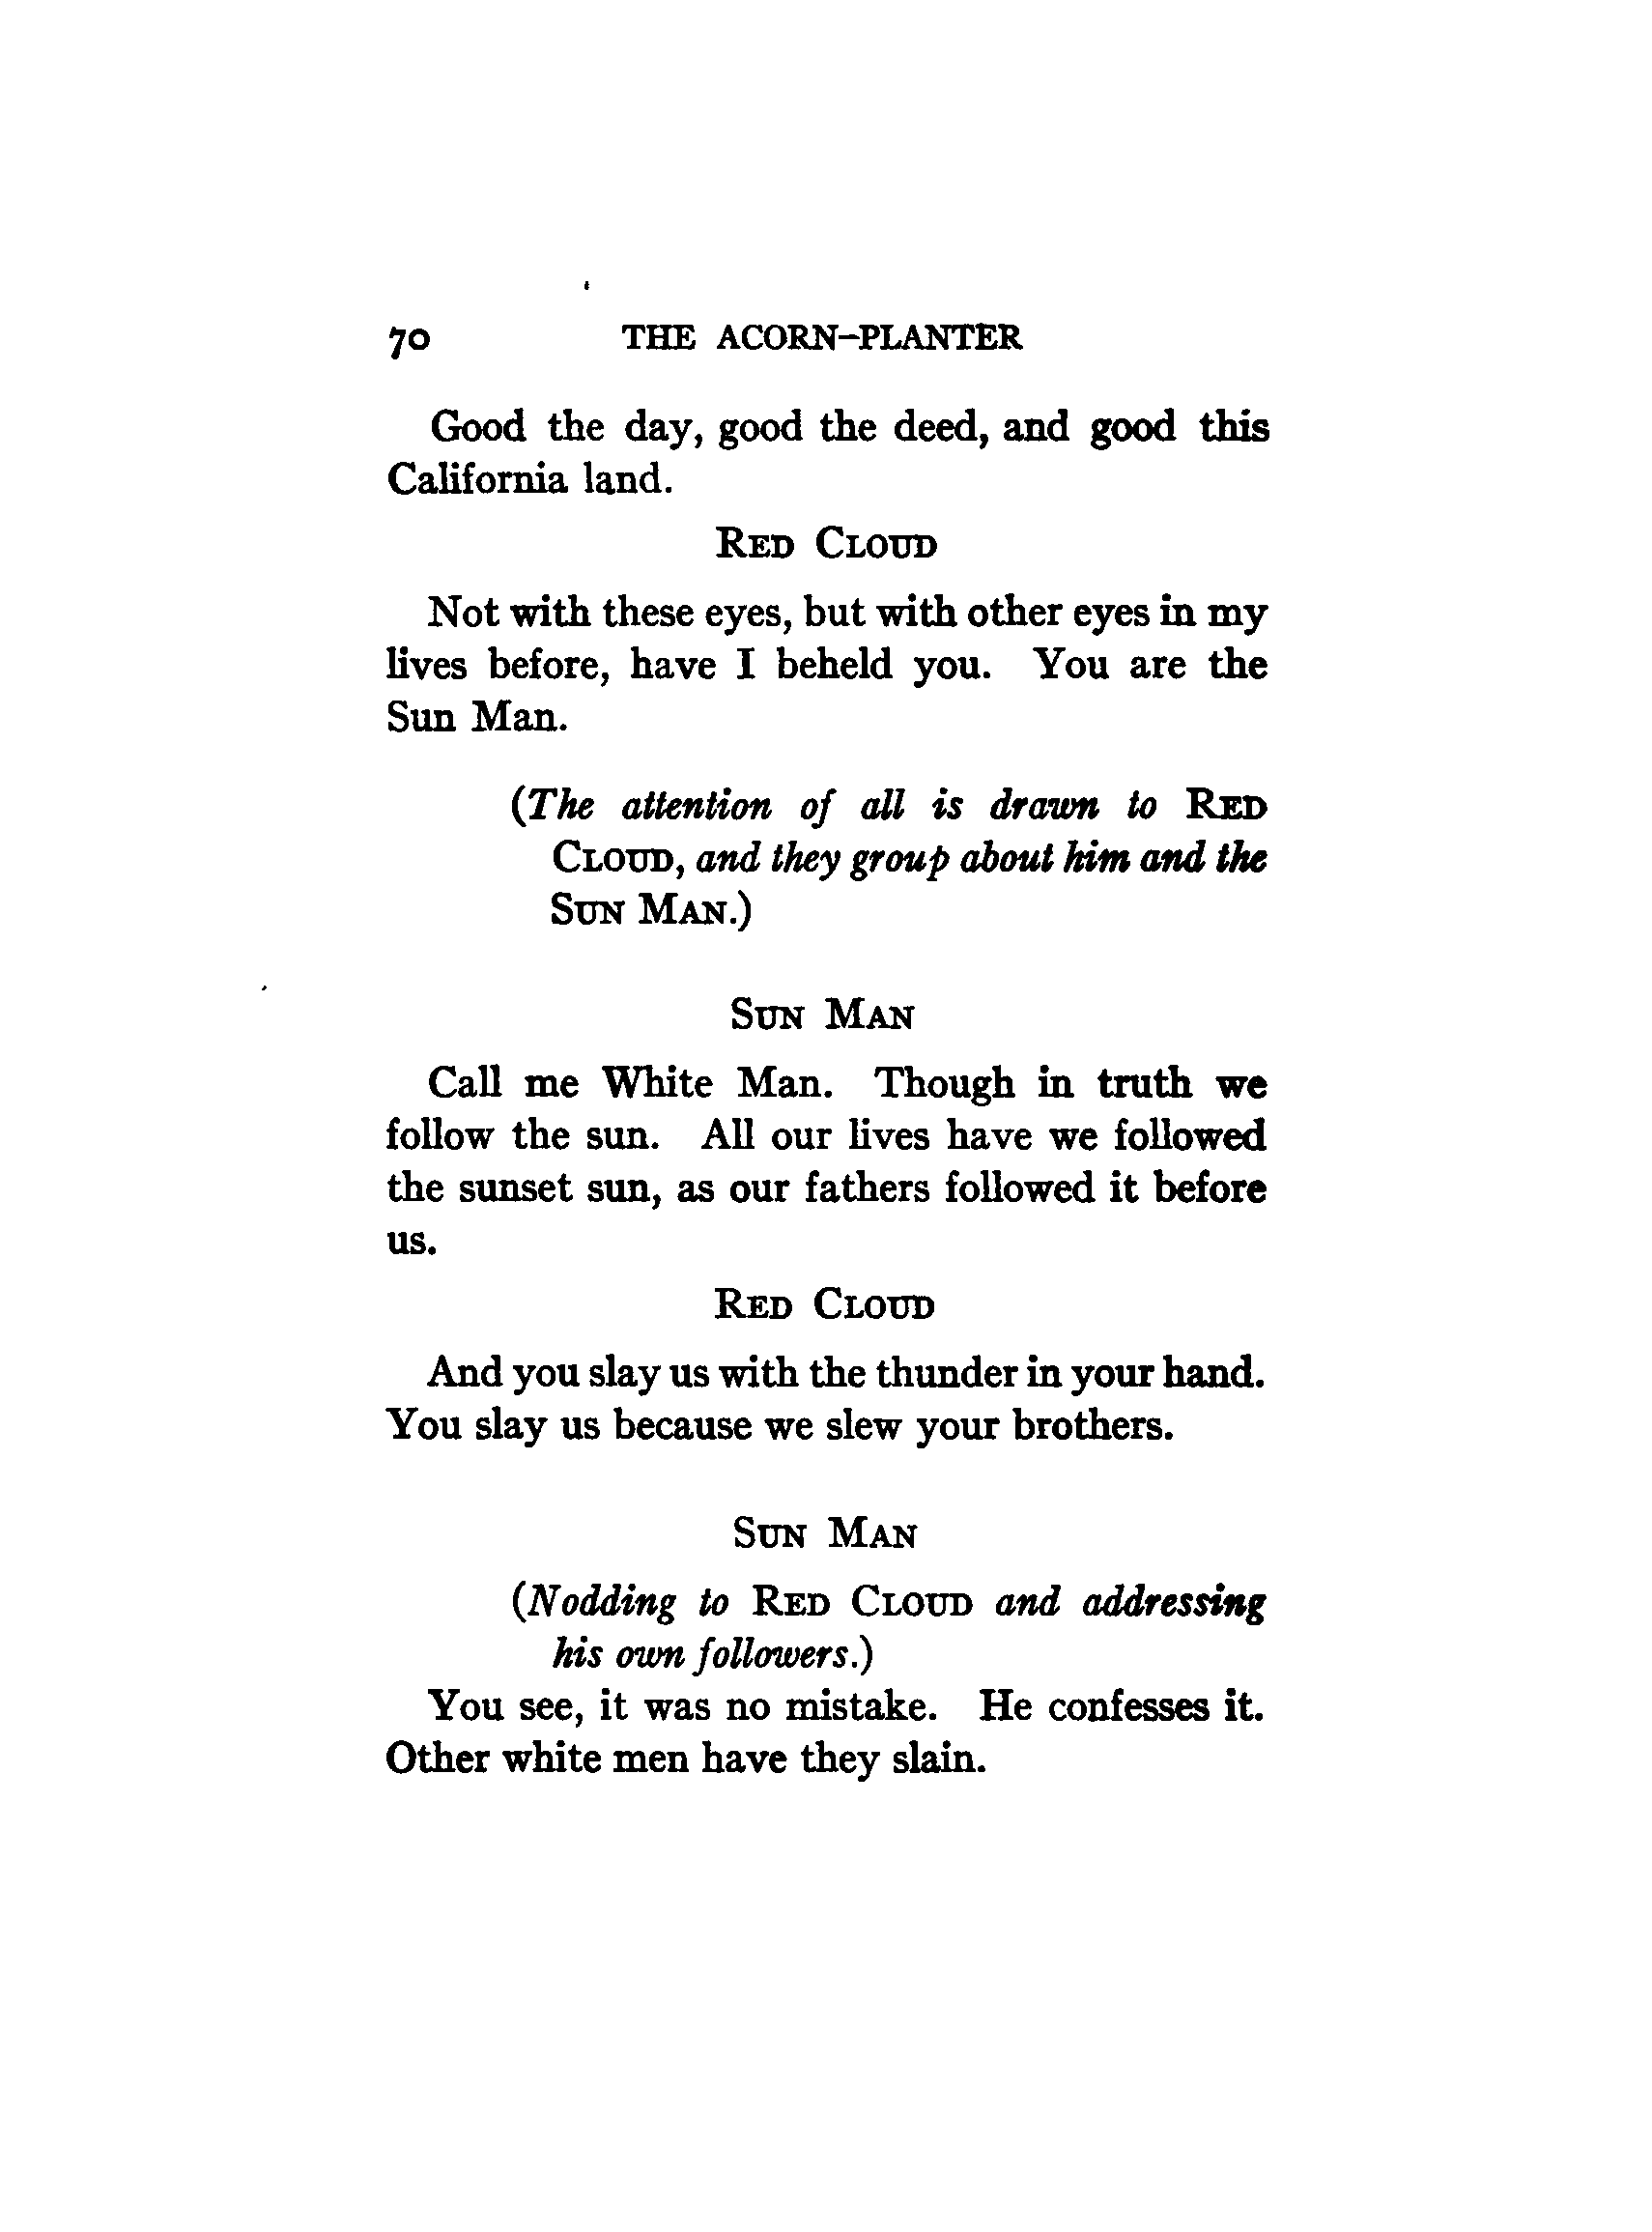 70 THE ACORN-PLANTER
Good the day, good the deed, and good this
California land.
RED CLOUD
Not with these eyes, but with other eyes in my
lives before, have I beheld you. You are the
Sun Man.
(The attention of all is drawn to RED
CLOUD, and they group about him and the
SUN MAN.)
SUN MAN
Call me White Man. Though in truth we
follow the sun. All our lives have we followed
the sunset sun, as our fathers followed it before
us.
RED CLOUD
And you slay us with the thunder in your hand.
You slay us because we slew your brothers.
SUN MAN
(Nodding to RED CLOUD and addressing
his own followers.)
You see, it was no mistake. He confesses it.
Other white men have they slain.